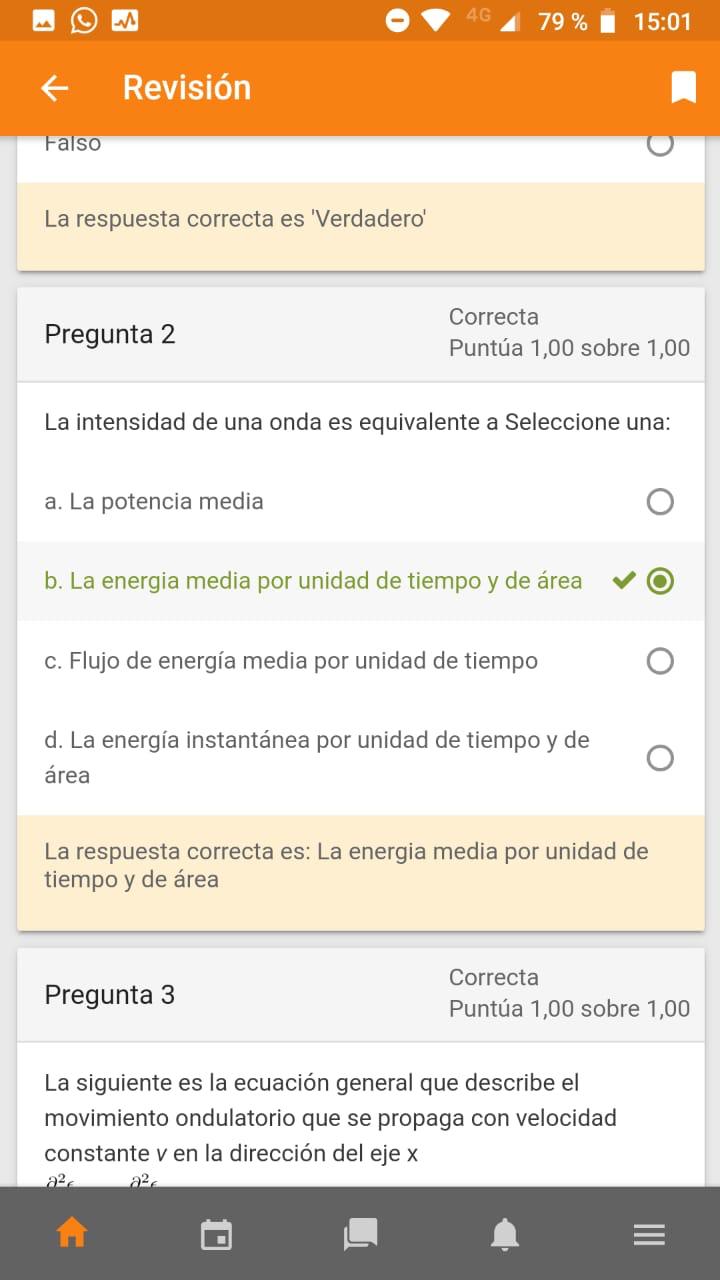 4G 79 % 15:01
Revisión
Falso
La respuesta correcta es 'Verdadero'
Pregunta 2
Correcta
Puntúa 1,00 sobre 1,00
La intensidad de una onda es equivalente a Seleccione una:
a. La potencia media
b. La energia media por unidad de tiempo y de área
c. Flujo de energía media por unidad de tiempo
d. La energía instantánea por unidad de tiempo y de
área
La respuesta correcta es: La energia media por unidad de
tiempo y de área
Pregunta 3
Correcta
Puntúa 1,00 sobre 1,00
La siguiente es la ecuación general que describe el
movimiento ondulatorio que se propaga con velocidad
constante v en la dirección del eje x